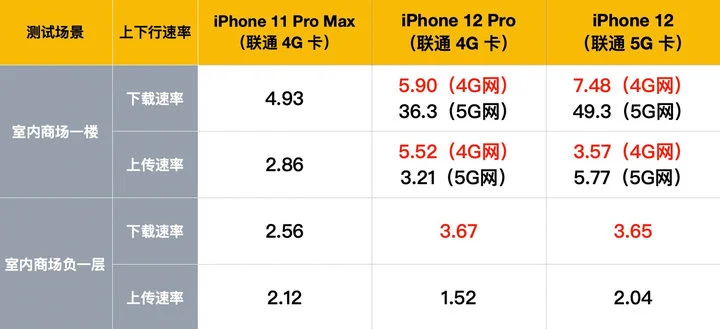 测试场景
上下行速率
iPhone 11 Pro Max
（联通 4G 卡）
iPhone 12 Pro
（联通 4G 卡）
iPhone 12
（联通 5G 卡）
室内商场一楼
下载速率
4.93
5.90（4G网）
36.3（5G网）
7.48（4G网）
49.3（5G网）
上传速率
2.86
5.52（4G网）
3.21（5G网）
3.57（4G网）
5.77（5G网）
室内商场负一层
下载速率
2.56
3.67
3.65
上传速率
2.12
1.52
2.04